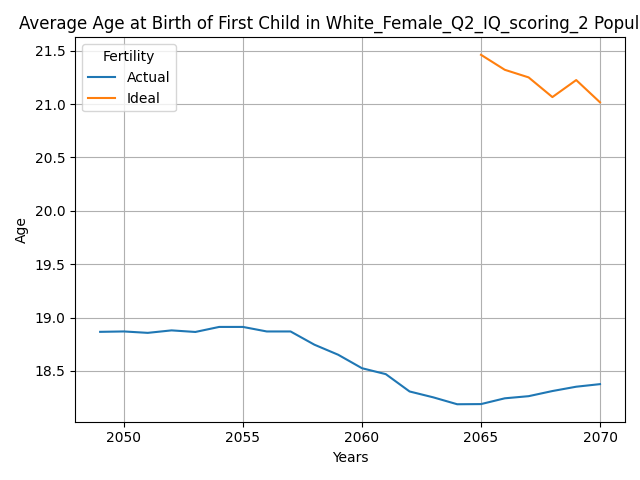 Average Age at Birth of First Child in White_Female_Q2_IQ_scoring_2 Popul
Fertility
Actual
Ideal
21.5
21.0
20.5
20.0
19.5
19.0
18.5
Age
2050 2055 2060 2065 2070
Years